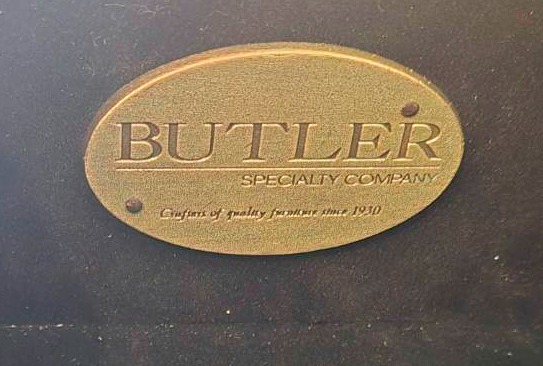 BUTLER
SPECIALTY COMPANY
Crafters of quality furniture since 1930